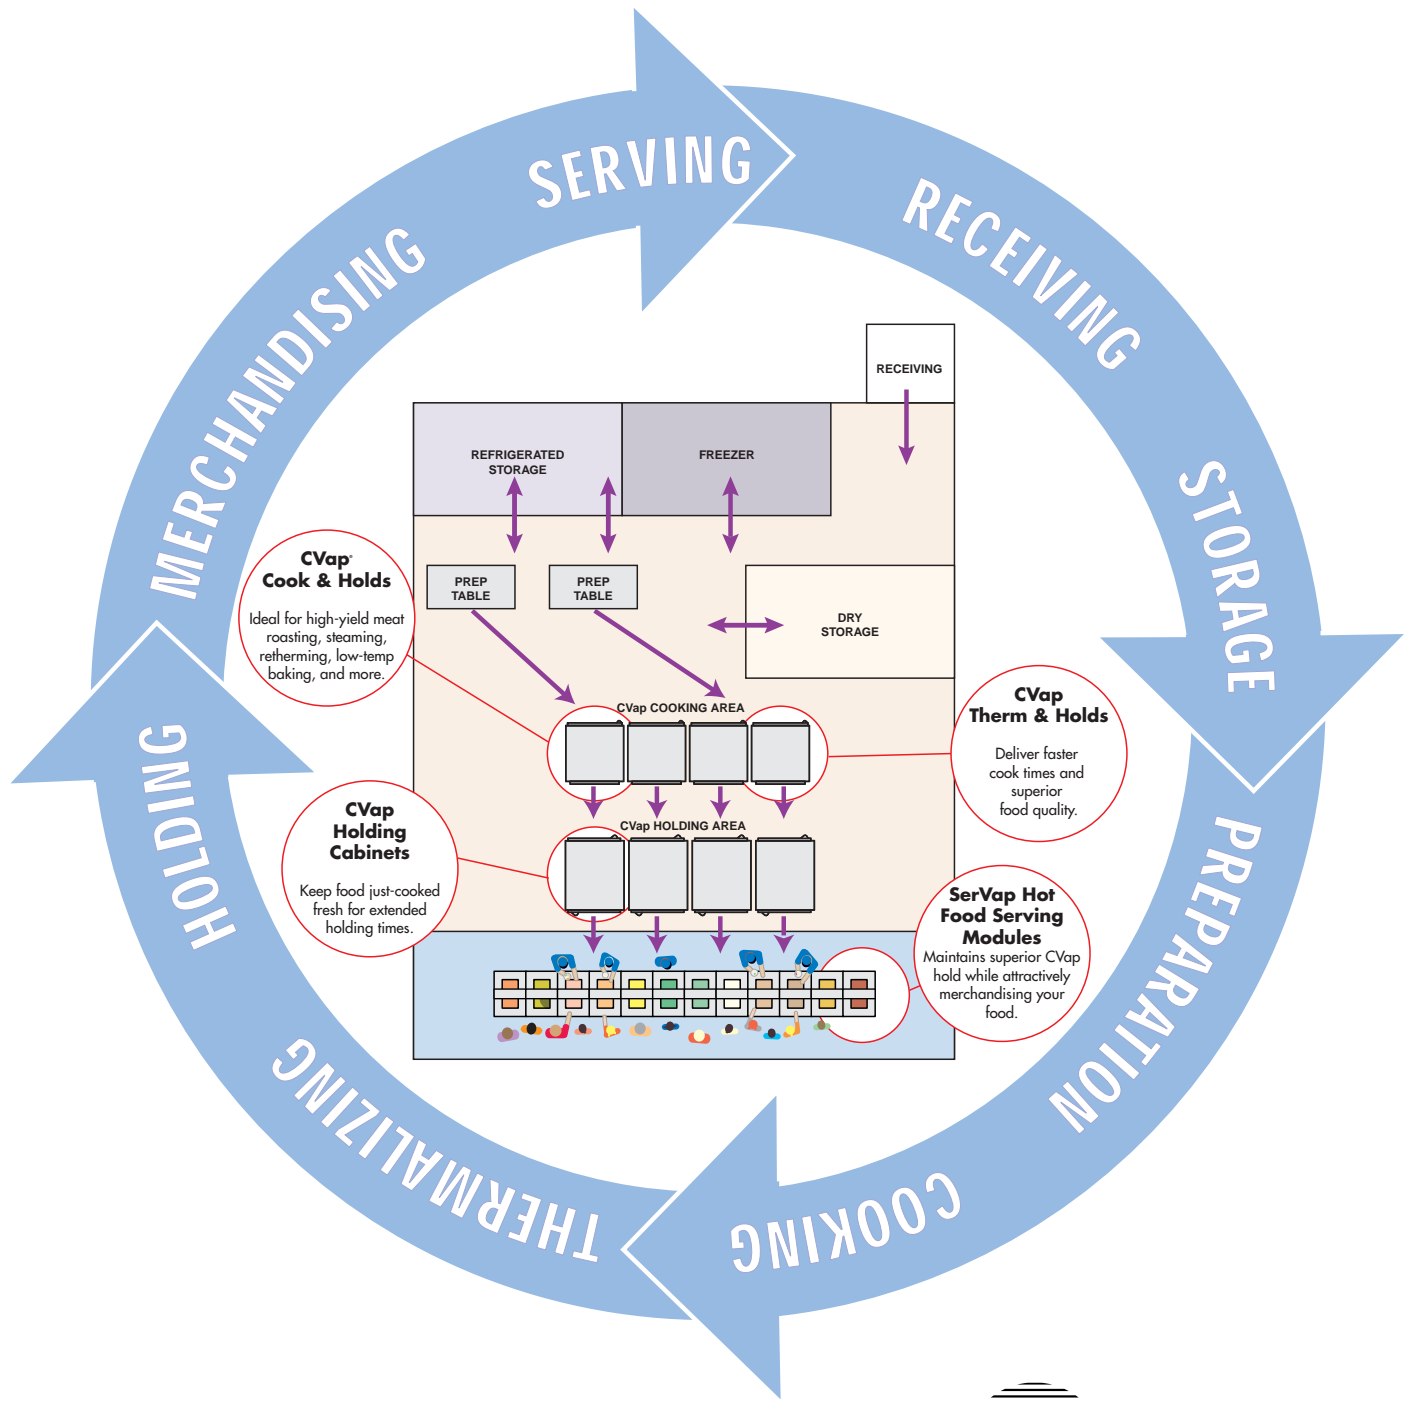 SERVING
RECEIVING
STORAGE
PREPARATION
COOKING
THERMALIZING
HOLDING
MERCHANDISING
RECEIVING
REFRIGERATED
STORAGE
FREEZER
PREP
TABLE
PREP
TABLE
DRY
STORAGE
CVap®
Cook & Holds
Ideal for high-yield meat
roasting, steaming,
retherming, low-temp
baking, and more.
CVap COOKING AREA
CVap
Therm & Holds
Deliver faster
cook times and
superior
food quality.
CVap HOLDING AREA
CVap
Holding
Cabinets
Keep food just-cooked
fresh for extended
holding times.
SerVap Hot
Food Serving
Modules
Maintains superior CVap
hold while attractively
merchandising your
food.